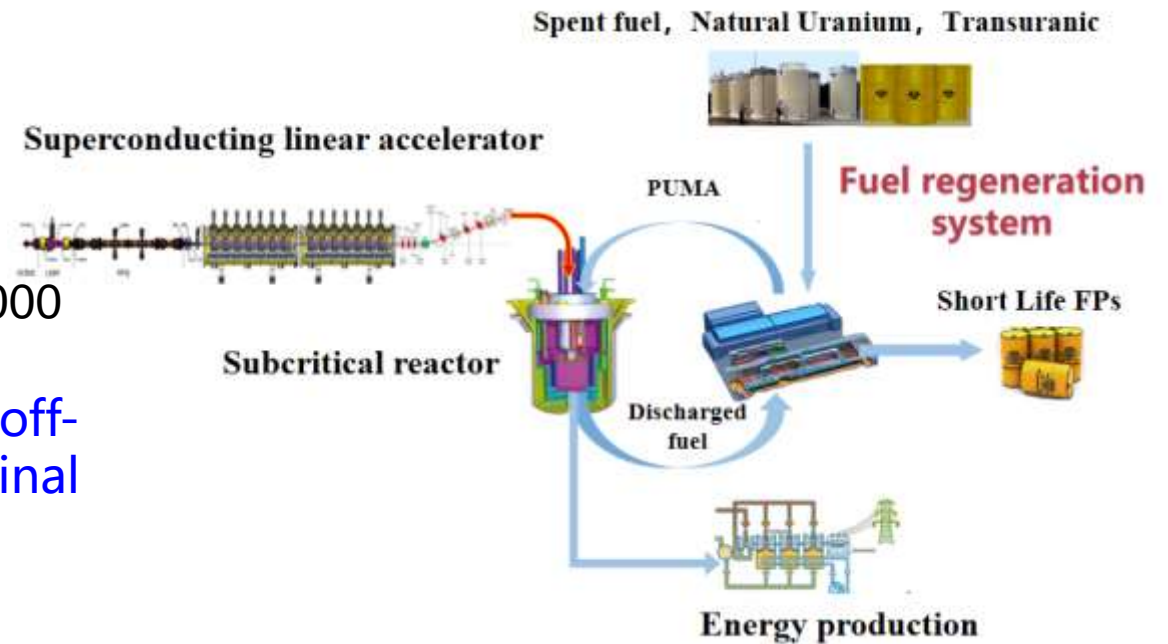 Spent fuel, Natural Uranium, Transuranic
Superconducting linear accelerator
PUMA
Fuel regeneration
system
000
Short Life FPs
Subcritical reactor
off-
inal
Discharged
fuel
Energy production